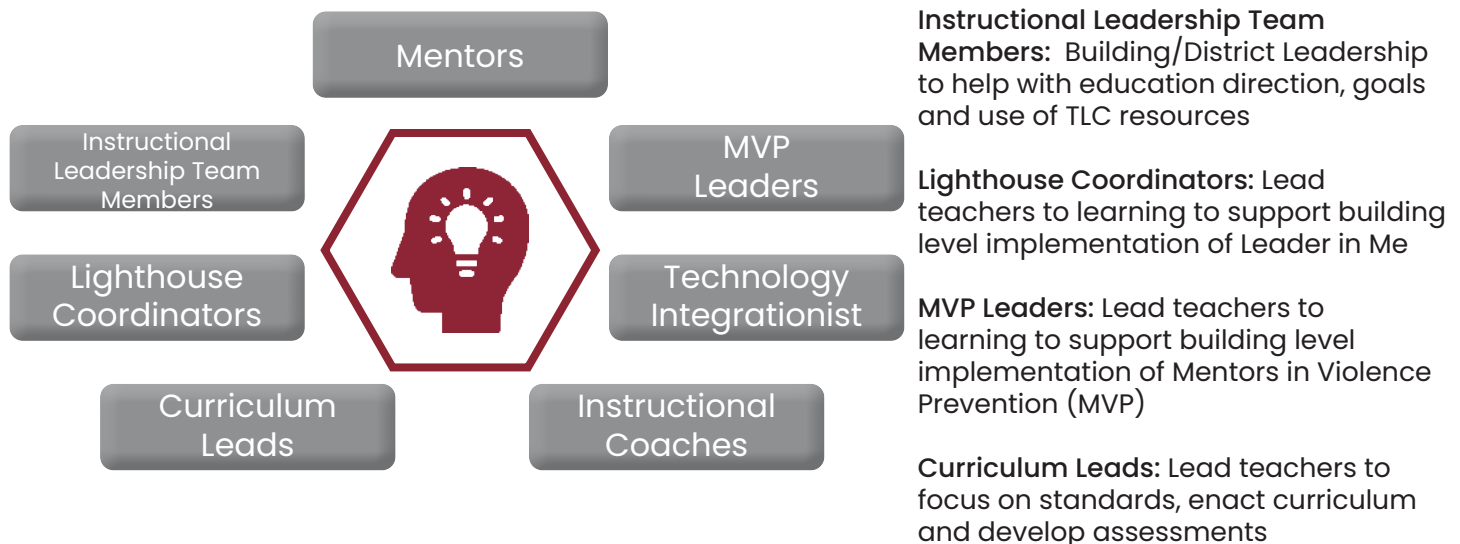 Mentors
Instructional
Leadership Team
Members
MVP
Leaders
Lighthouse
Coordinators
Technology
Integrationist
Curriculum
Leads
Instructional
Coaches
Instructional Leadership Team
Members: Building/District Leadership
to help with education direction, goals
and use of TLC resources
Lighthouse Coordinators: Lead
teachers to learning to support building
level implementation of Leader in Me
MVP Leaders: Lead teachers to
learning to support building level
implementation of Mentors in Violence
Prevention (MVP)
Curriculum Leads: Lead teachers to
focus on standards, enact curriculum
and develop assessments